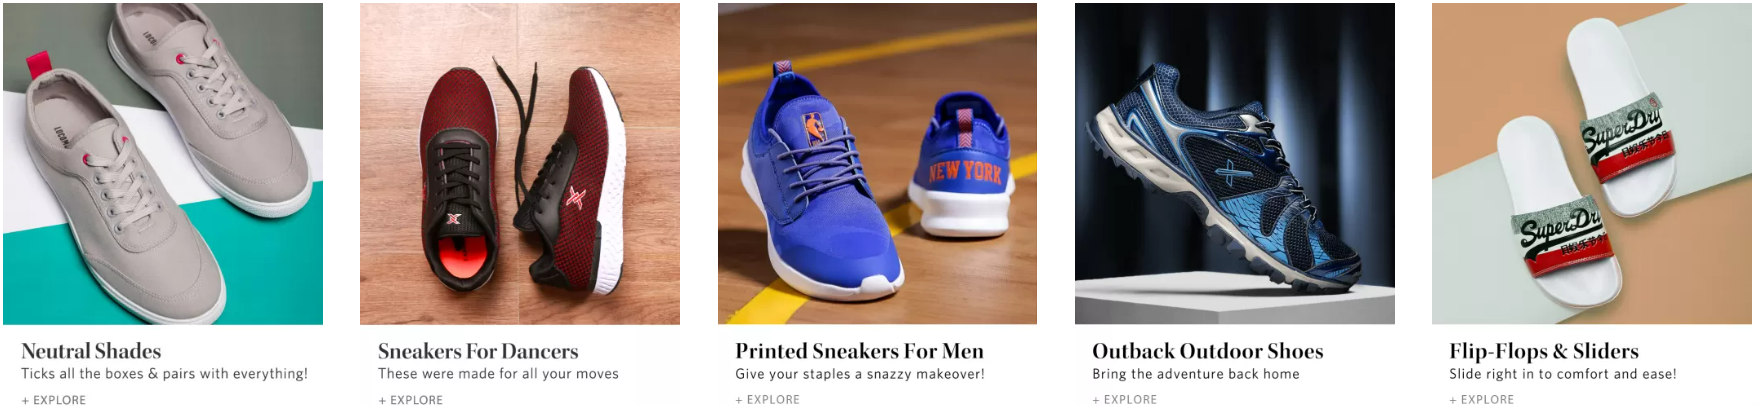 NEW YORK
SuperDry
SuperDry
Neutral Shades
Ticks all the boxes & pairs with everything!
+ EXPLORE
Sneakers For Dancers
These were made for all your moves
+ EXPLORE
Printed Sneakers For Men
Give your staples a snazzy makeover!
+ EXPLORE
Outback Outdoor Shoes
Bring the adventure back home
+ EXPLORE
Flip-Flops & Sliders
Slide right in to comfort and ease!
+ EXPLORE